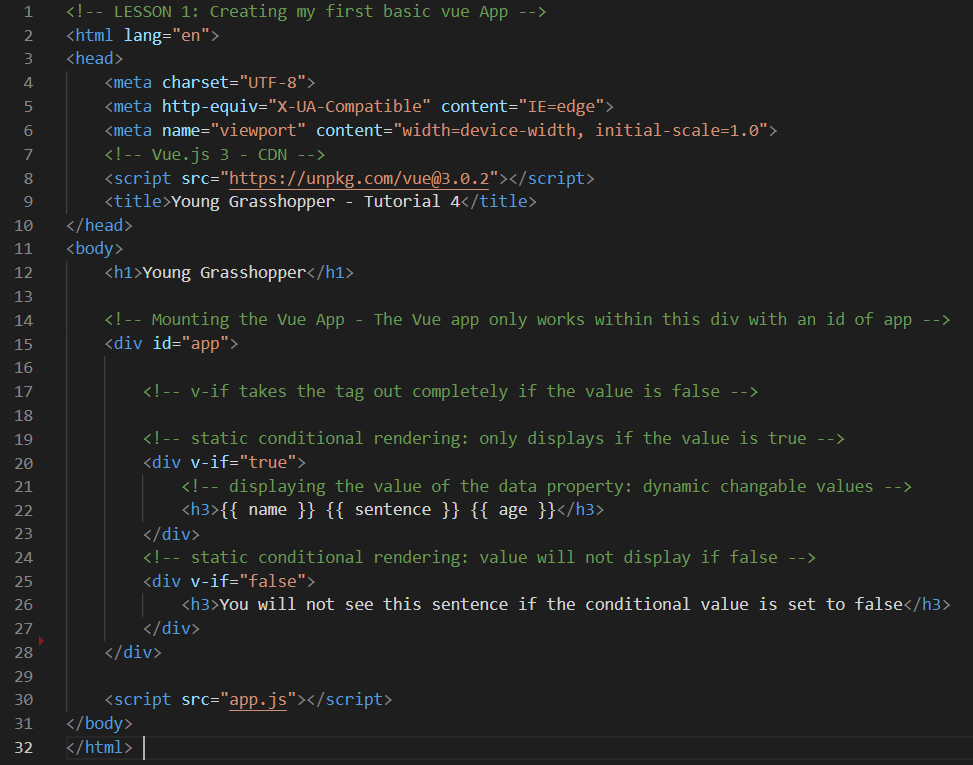 1 <!-- LESSON 1: Creating my first basic vue App -->
2 <html lang="en">
3 <head>
4     <meta charset="UTF-8">
5     <meta http-equiv="X-UA-Compatible" content="IE=edge">
6     <meta name="viewport" content="width=device-width, initial-scale=1.0">
7     <!-- Vue.js 3 - CDN -->
8     <script src="https://unpkg.com/vue@3.0.2"></script>
9     <title>Young Grasshopper - Tutorial 4</title>
10 </head>
11 <body>
12     <h1>Young Grasshopper</h1>
13
14     <!-- Mounting the Vue App - The Vue app only works within this div with an id of app -->
15     <div id="app">
16
17         <!-- v-if takes the tag out completely if the value is false -->
18
19         <!-- static conditional rendering: only displays if the value is true -->
20         <div v-if="true">
21             <!-- displaying the value of the data property: dynamic changable values -->
22             <h3>{{ name }} {{ sentence }} {{ age }}</h3>
23         </div>
24         <!-- static conditional rendering: value will not display if false -->
25         <div v-if="false">
26             <h3>You will not see this sentence if the conditional value is set to false</h3>
27         </div>
28     </div>
29
30     <script src="app.js"></script>
31 </body>
32 </html>